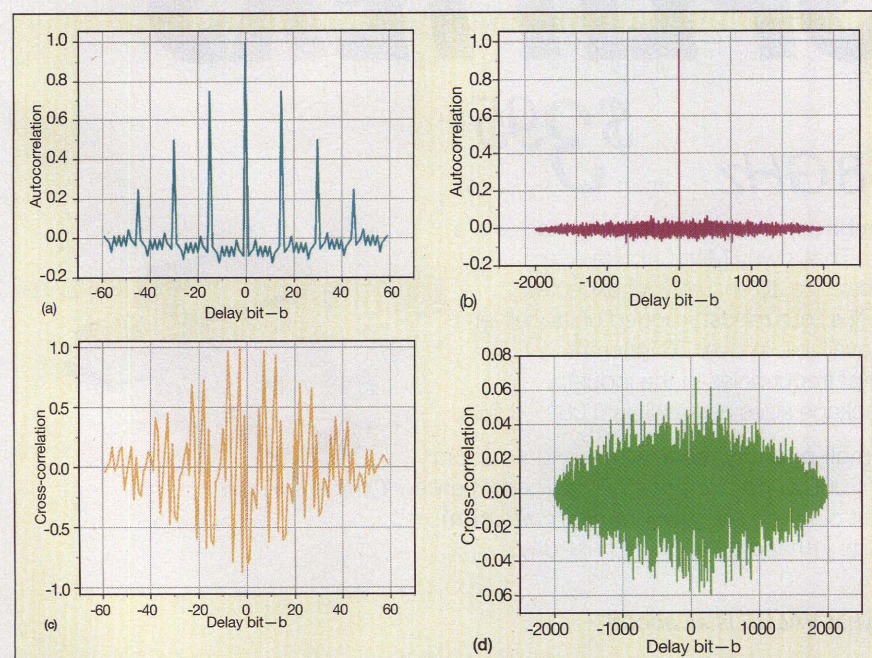 1.0
0.8
0.6
0.4
0.2
0.0
-0.2
Autocorrelation
-60 -40 -20 0 20 40 60
(a) Delay bit—b
1.0
0.8
0.6
0.4
0.2
0.0
-0.2
Autocorrelation
-2000 -1000 0 1000 2000
(b) Delay bit—b
1.0
0.5
0.0
-0.5
-1.0
Cross-correlation
-60 -40 -20 0 20 40 60
(c) Delay bit—b
0.08
0.06
0.04
0.02
0.00
-0.02
-0.04
-0.06
Cross-correlation
-2000 -1000 0 1000 2000
(d) Delay bit—b